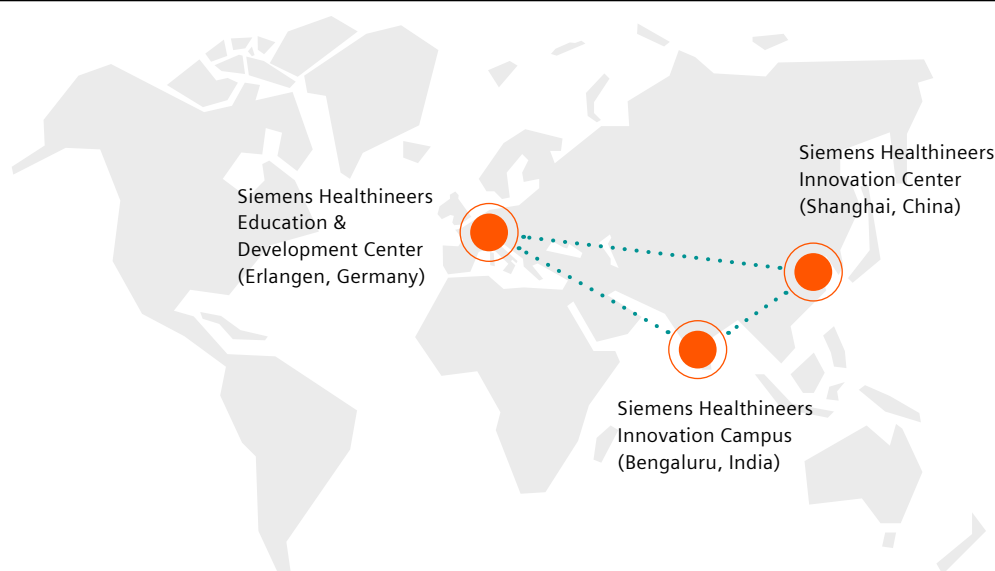 Siemens Healthineers
Education &
Development Center
(Erlangen, Germany)
Siemens Healthineers
Innovation Center
(Shanghai, China)
Siemens Healthineers
Innovation Campus
(Bengaluru, India)